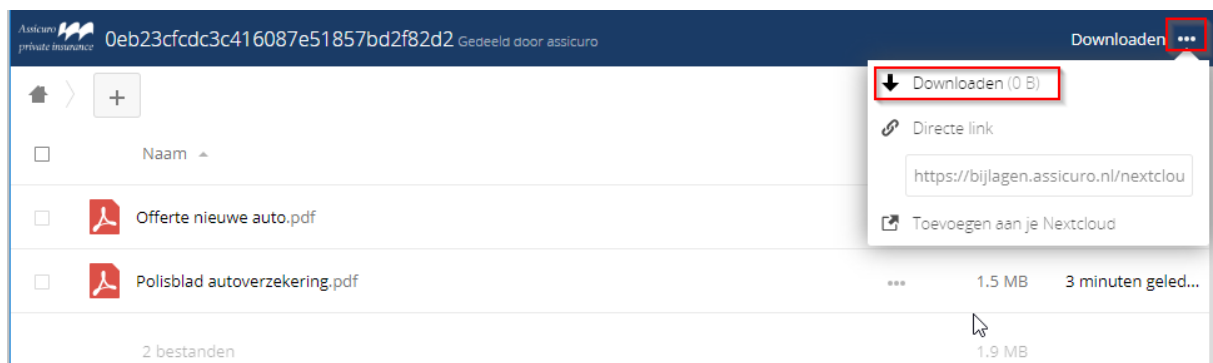 Assicuro
private insurance
0eb23cfcdc3c416087e51857bd2f82d2 Gedeeld door assicuro
Downloaden
Downloaden (0 B)
Directe link
https://bijlagen.assicuro.nl/nextclou
Toevoegen aan je Nextcloud
Naam
Offerte nieuwe auto.pdf
Polisblad autoverzekering.pdf
1.5 MB
3 minuten geled...
2 bestanden
1.9 MB